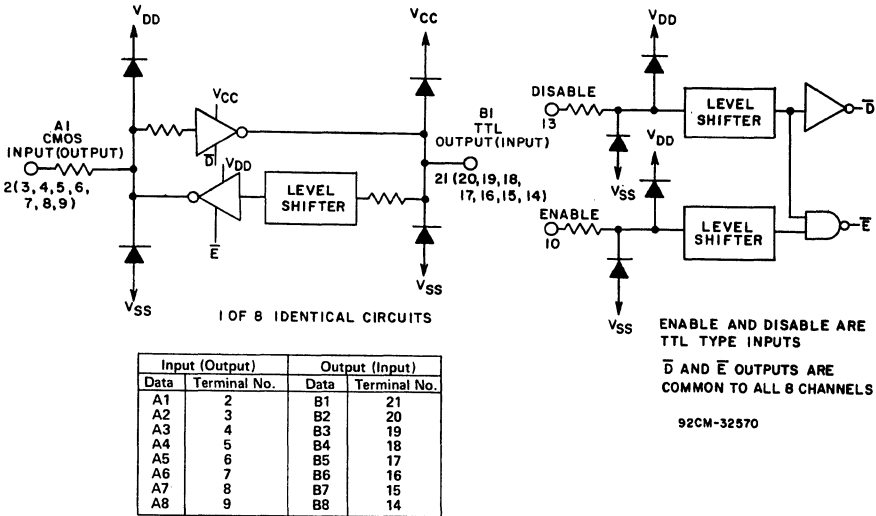 VDD
VCC
A1
CMOS
INPUT(OUTPUT)
2(3,4,5,6,
7,8,9)
VCC
D̅
VDD
E̅
LEVEL
SHIFTER
B1
TTL
OUTPUT(INPUT)
21 (20,19,18,
17,16,15,14)
VSS
VSS
1 OF 8 IDENTICAL CIRCUITS
VDD
DISABLE
13
LEVEL
SHIFTER
D̅
VSS
VDD
ENABLE
10
LEVEL
SHIFTER
E̅
VSS
ENABLE AND DISABLE ARE
TTL TYPE INPUTS
D̅ AND E̅ OUTPUTS ARE
COMMON TO ALL 8 CHANNELS
92CM-32570
Input (Output) Output (Input)
Data Terminal No. Data Terminal No.
A1 2 B1 21
A2 3 B2 20
A3 4 B3 19
A4 5 B4 18
A5 6 B5 17
A6 7 B6 16
A7 8 B7 15
A8 9 B8 14